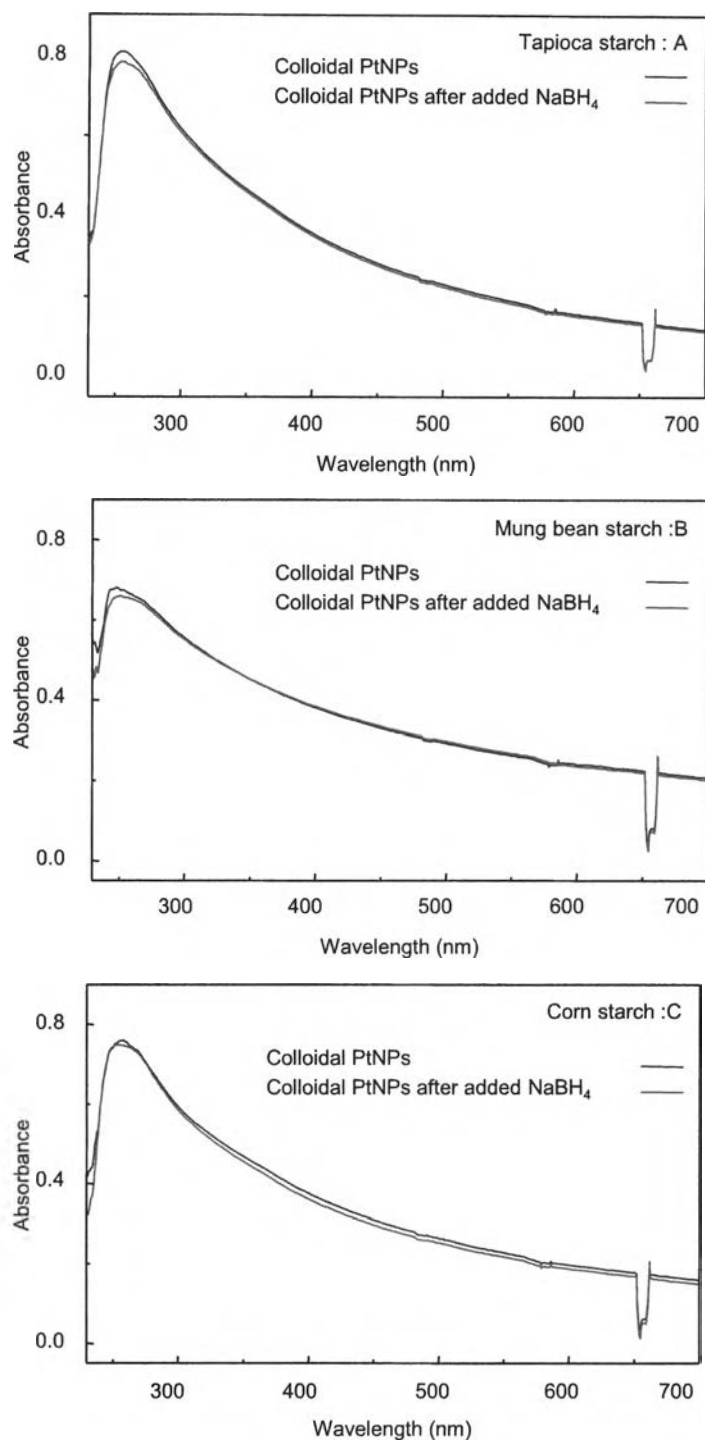 Tapioca starch : A
Colloidal PtNPs
Colloidal PtNPs after added NaBH4
0.8
0.4
0.0
Absorbance
300 400 500 600 700
Wavelength (nm)
Mung bean starch :B
Colloidal PtNPs
Colloidal PtNPs after added NaBH4
0.8
0.4
0.0
Absorbance
300 400 500 600 700
Wavelength (nm)
Corn starch :C
Colloidal PtNPs
Colloidal PtNPs after added NaBH4
0.8
0.4
0.0
Absorbance
300 400 500 600 700
Wavelength (nm)